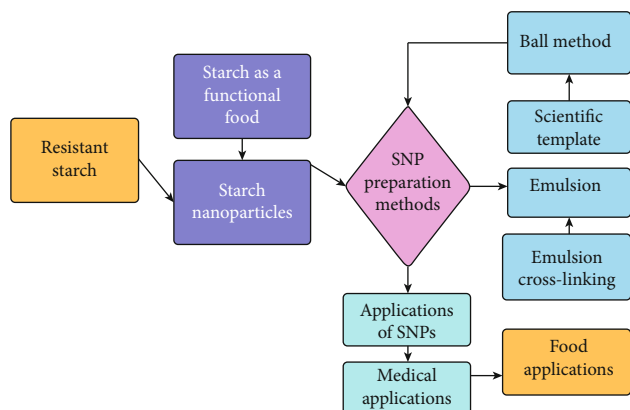 Ball method
Starch as a
functional
food
Scientific
template
Resistant
starch
Starch
nanoparticles
SNP
preparation
methods
Emulsion
Emulsion
cross-linking
Applications
of SNPs
Medical
applications
Food
applications